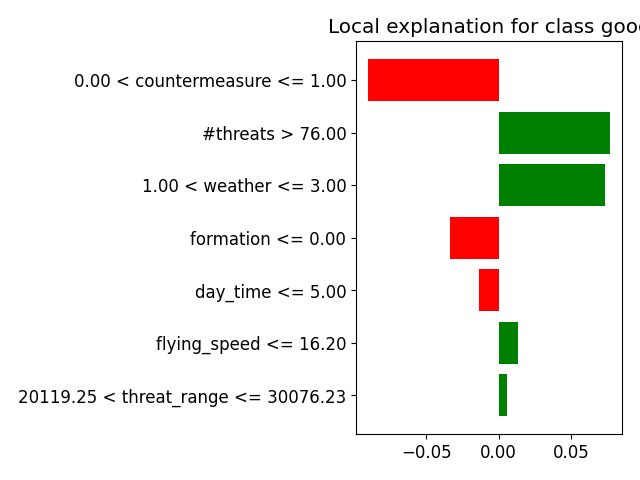 Local explanation for class good
0.00 < countermeasure <= 1.00
#threats > 76.00
1.00 < weather <= 3.00
formation <= 0.00
day_time <= 5.00
flying_speed <= 16.20
20119.25 < threat_range <= 30076.23
−0.05 0.00 0.05